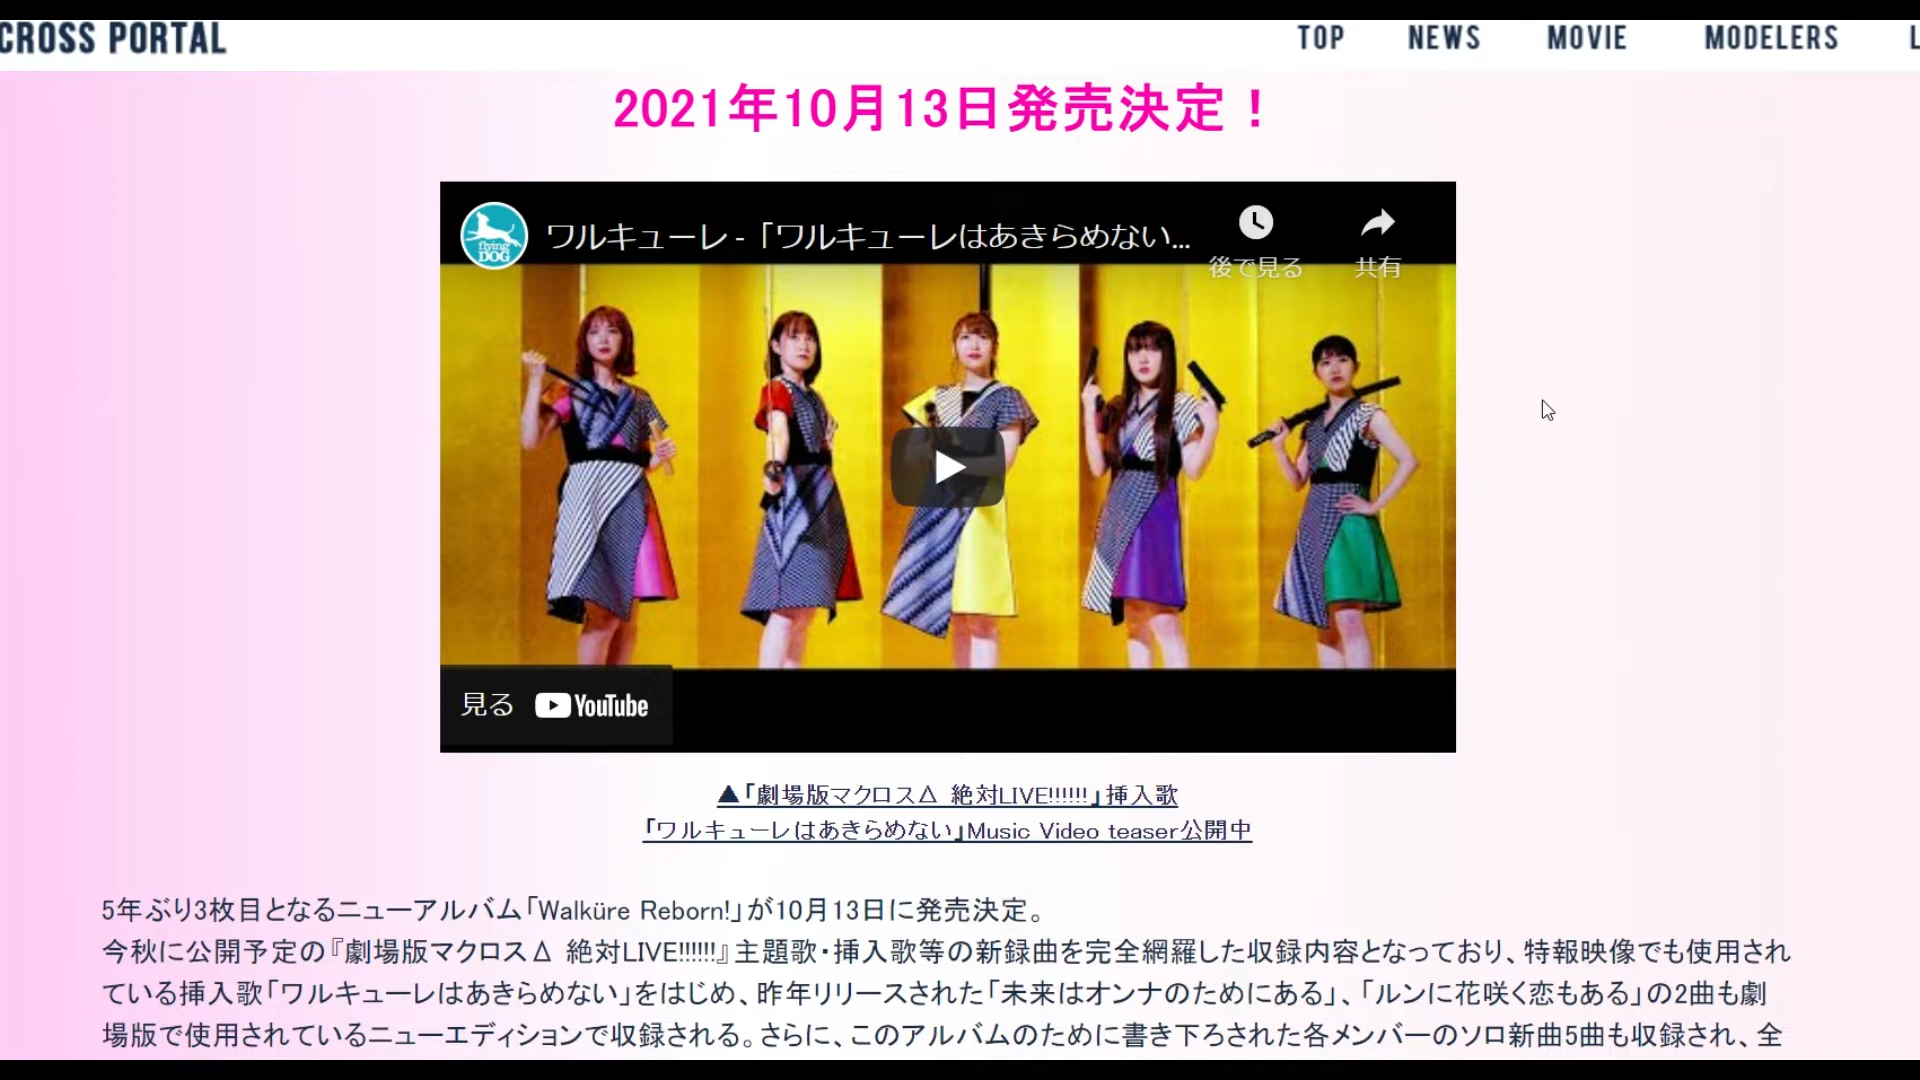 CROSS PORTAL
TOP NEWS MOVIE MODELERS L
2021年10月13日発売決定！
flying DOG
ワルキューレ - 「ワルキューレはあきらめない...
後で見る
共有
見る YouTube
▲「劇場版マクロスΔ 絶対LIVE!!!!!!」挿入歌
「ワルキューレはあきらめない」Music Video teaser公開中
5年ぶり3枚目となるニューアルバム「Walküre Reborn!」が10月13日に発売決定。
今秋に公開予定の『劇場版マクロスΔ 絶対LIVE!!!!!!』主題歌・挿入歌等の新録曲を完全網羅した収録内容となっており、特報映像でも使用され
ている挿入歌「ワルキューレはあきらめない」をはじめ、昨年リリースされた「未来はオンナのためにある」、「ルンに花咲く恋もある」の2曲も劇
場版で使用されているニューエディションで収録される。さらに、このアルバムのために書き下ろされた各メンバーのソロ新曲5曲も収録され、全